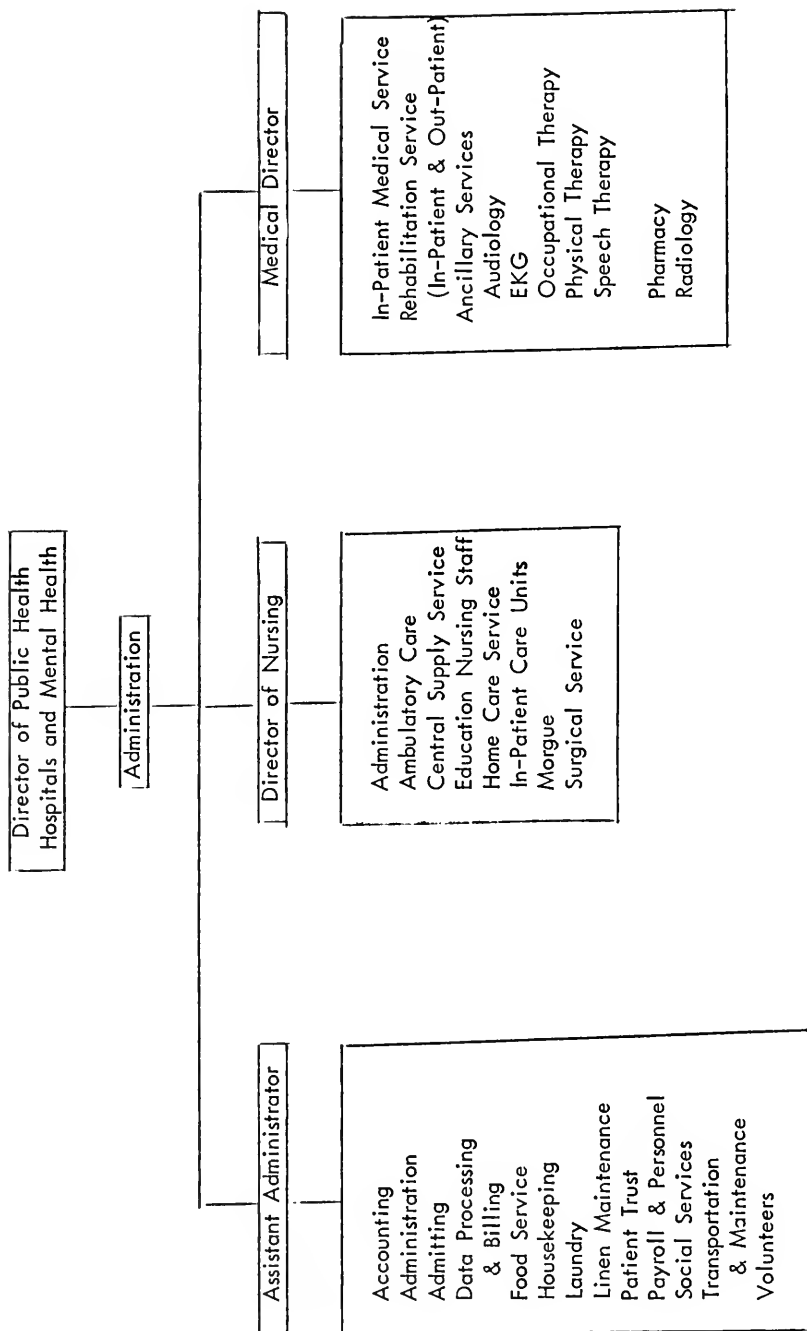 Director of Public Health
Hospitals and Mental Health
Administration
Assistant Administrator
Director of Nursing
Medical Director
Accounting
Administration
Admitting
Data Processing
& Billing
Food Service
Housekeeping
Laundry
Linen Maintenance
Patient Trust
Payroll & Personnel
Social Services
Transportation
& Maintenance
Volunteers
Administration
Ambulatory Care
Central Supply Service
Education Nursing Staff
Home Care Service
In-Patient Care Units
Morgue
Surgical Service
In-Patient Medical Service
Rehabilitation Service
(In-Patient & Out-Patient)
Ancillary Services
Audiology
EKG
Occupational Therapy
Physical Therapy
Speech Therapy
Pharmacy
Radiology